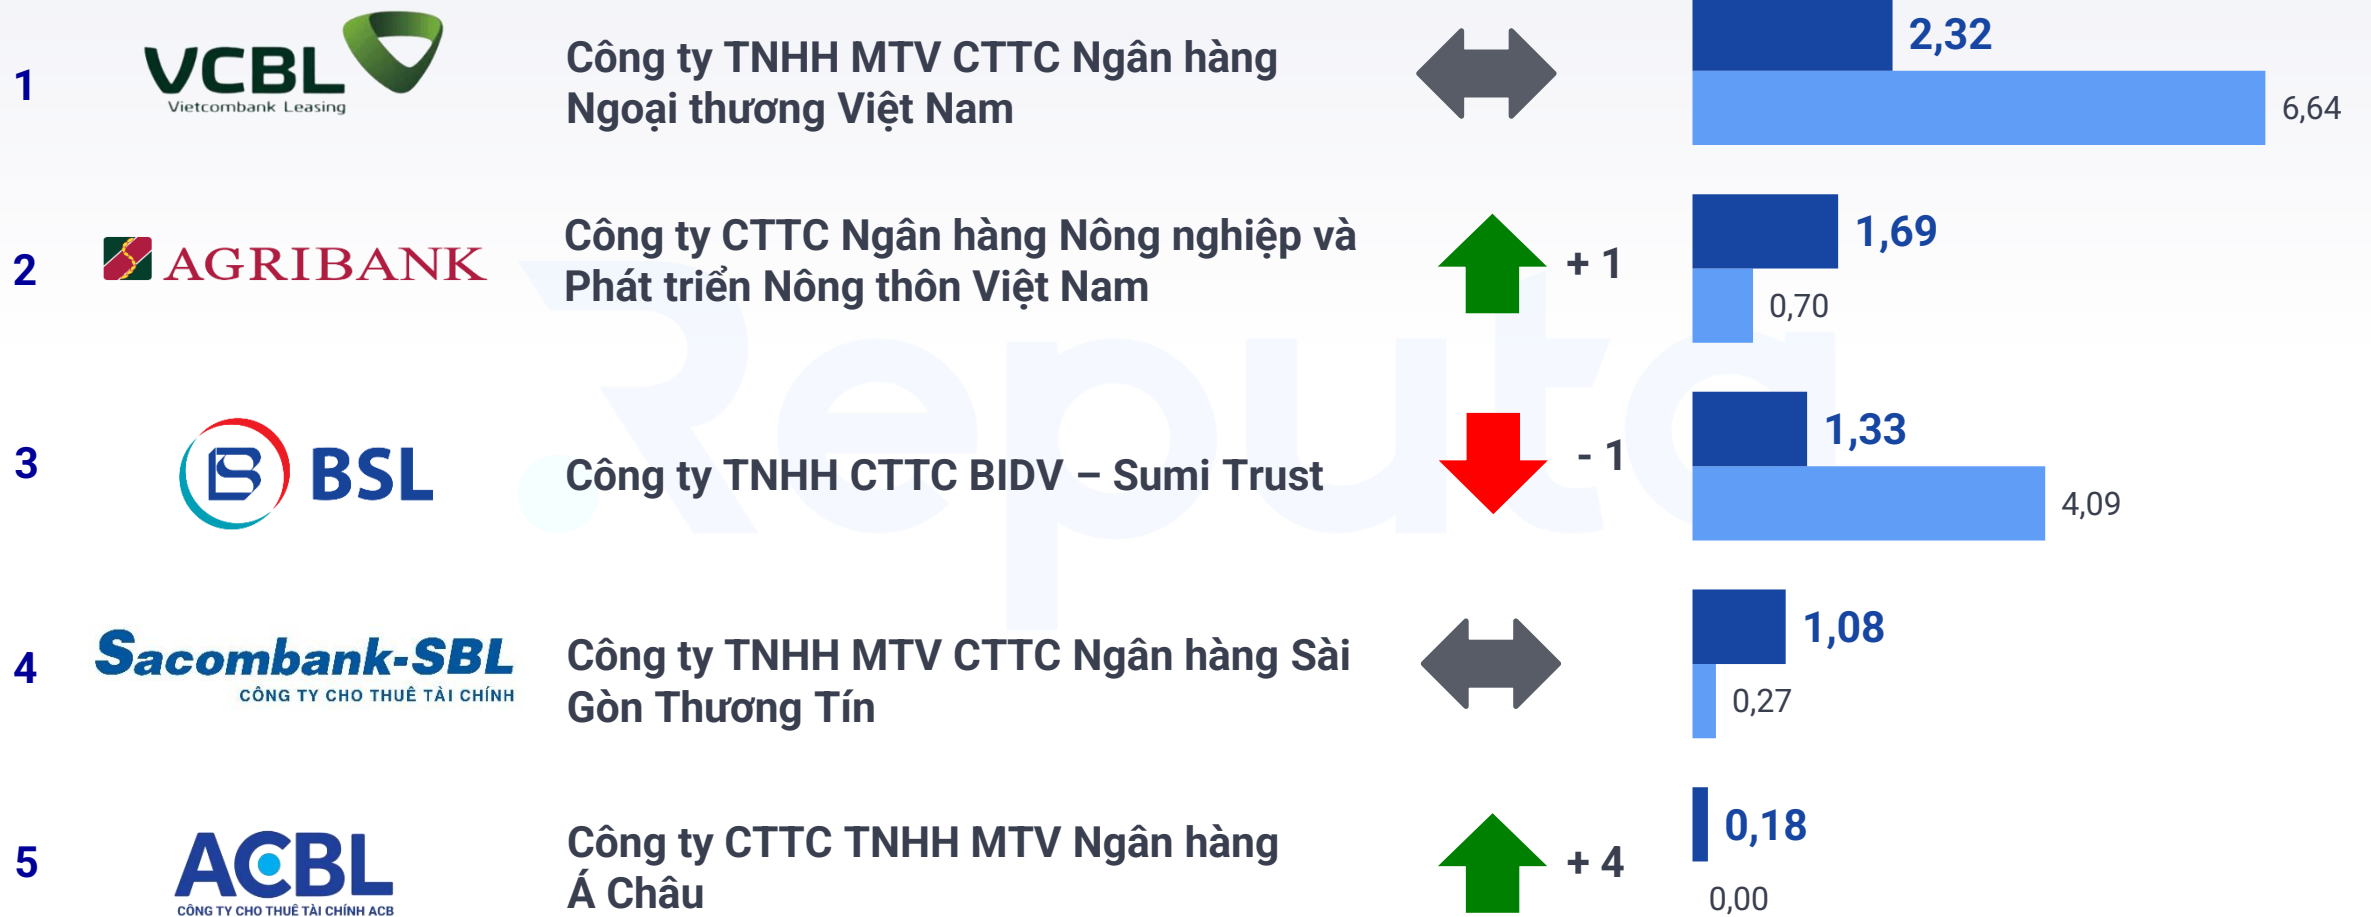 1
VCBL
Vietcombank Leasing
Công ty TNHH MTV CTTC Ngân hàng
Ngoại thương Việt Nam
2,32
6,64
2
AGRIBANK
Công ty CTTC Ngân hàng Nông nghiệp và
Phát triển Nông thôn Việt Nam
+ 1
1,69
0,70
3
BSL
Công ty TNHH CTTC BIDV – Sumi Trust
- 1
1,33
4,09
4
Sacombank-SBL
CÔNG TY CHO THUÊ TÀI CHÍNH
Công ty TNHH MTV CTTC Ngân hàng Sài
Gòn Thương Tín
1,08
0,27
5
ACBL
CÔNG TY CHO THUÊ TÀI CHÍNH ACB
Công ty CTTC TNHH MTV Ngân hàng
Á Châu
+ 4
0,18
0,00
Reputa